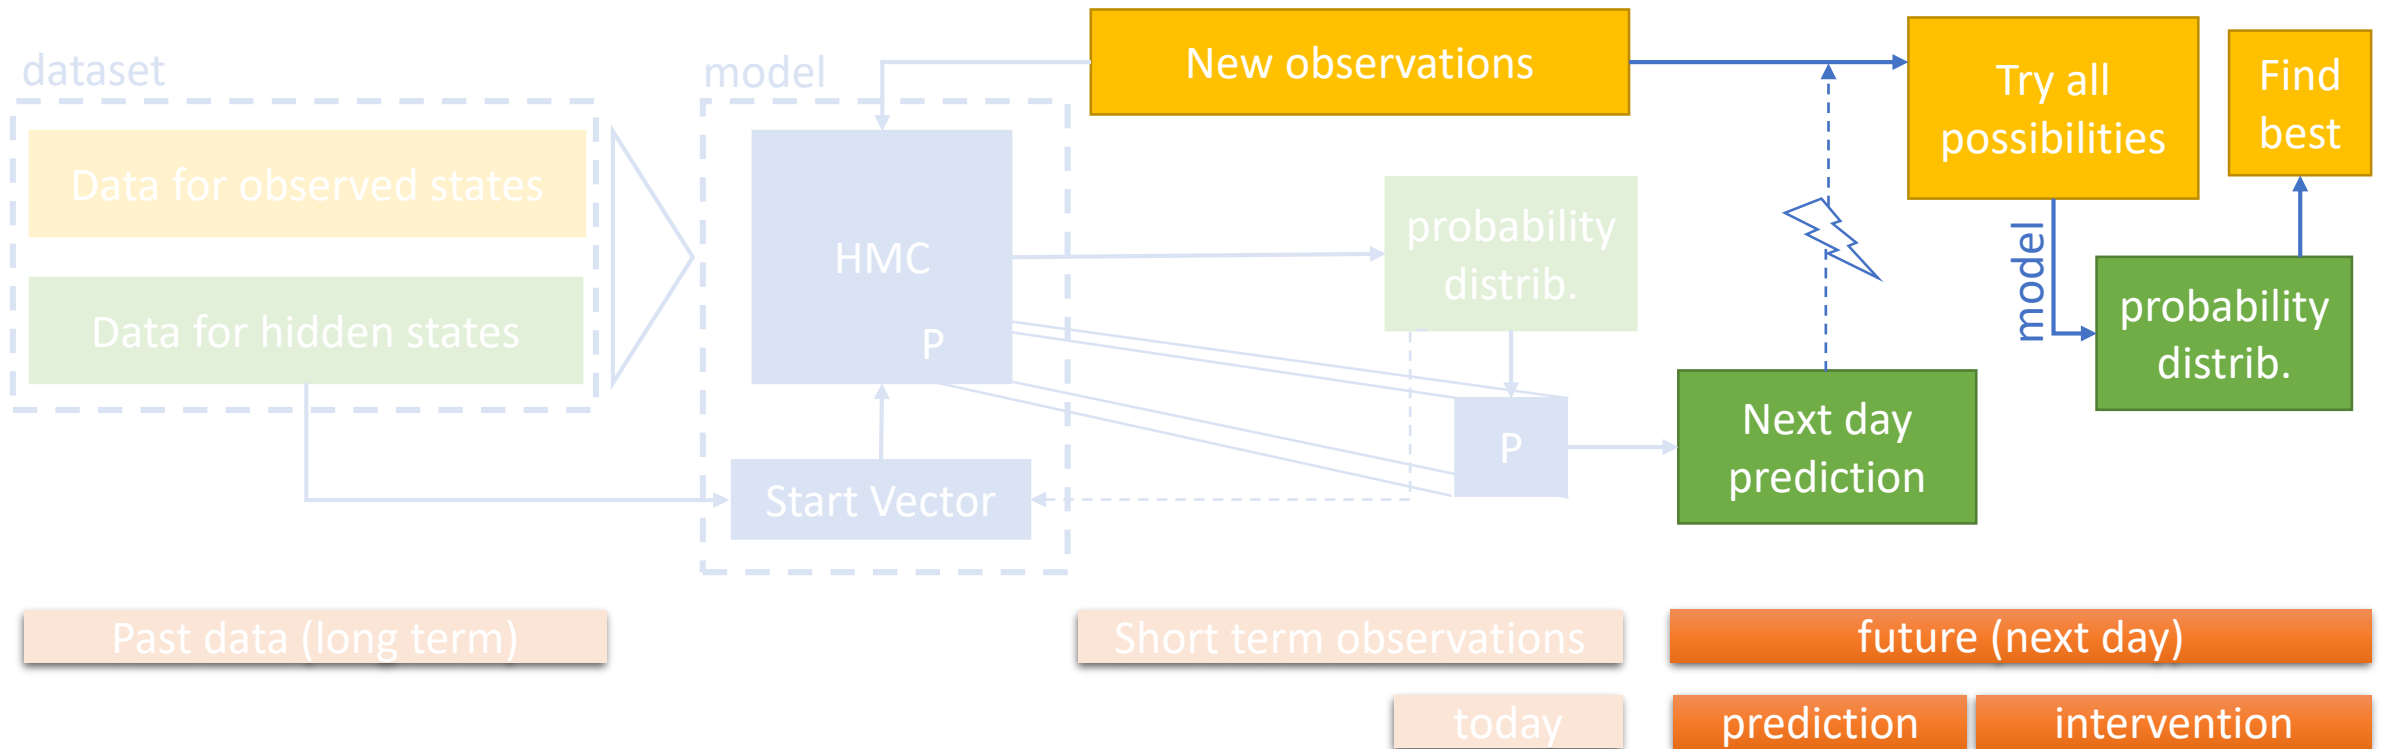 dataset
Data for observed states
Data for hidden states
model
HMC
P
Start Vector
New observations
probability
distrib.
P
Next day
prediction
Try all
possibilities
model
probability
distrib.
Find
best
Past data (long term)
Short term observations
future (next day)
today
prediction
intervention